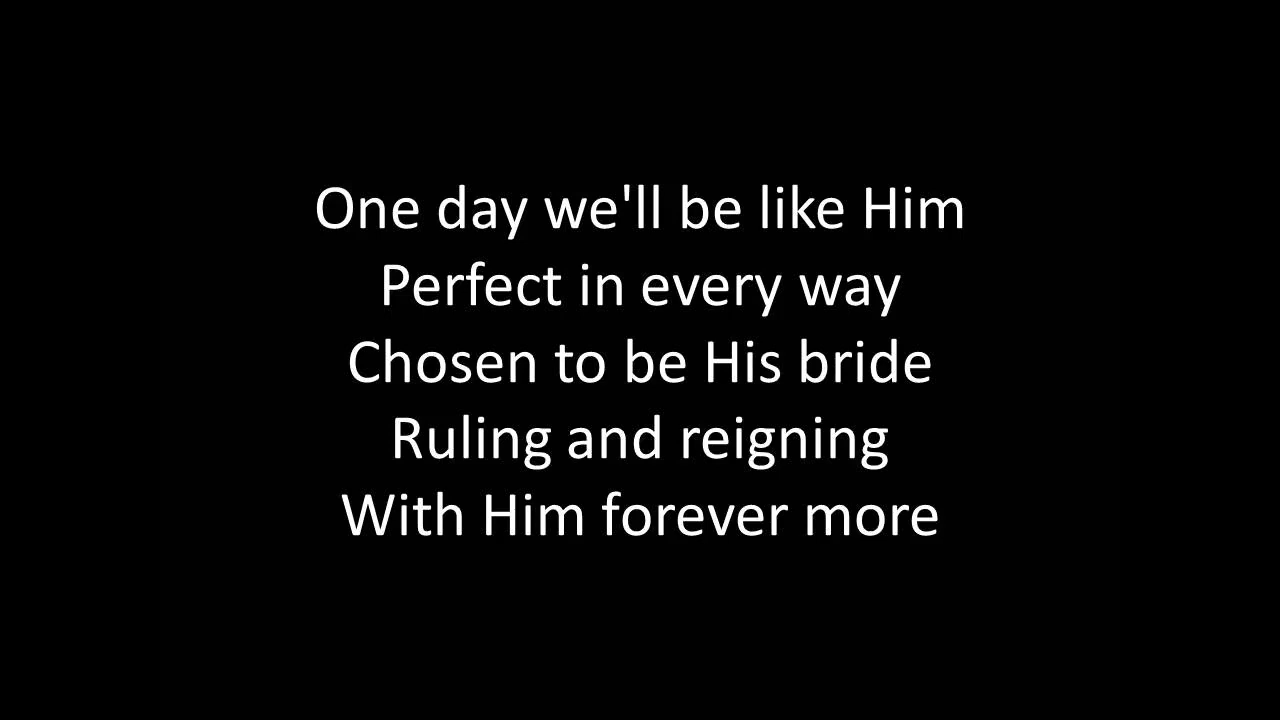 One day we'll be like Him
Perfect in every way
Chosen to be His bride
Ruling and reigning
With Him forever more